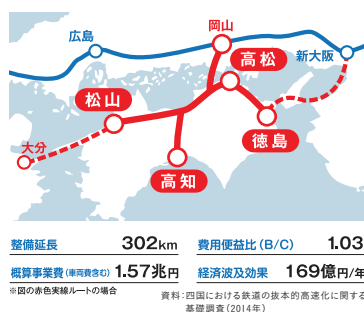 岡山
広島
新大阪
高松
松山
徳島
大分
高知
整備延長 302km 費用便益比(B/C) 1.03
概算事業費(車両費含む) 1.57兆円 経済波及効果 169億円/年
※図の赤色実線ルートの場合
資料:四国における鉄道の抜本的高速化に関する
基礎調査(2014年)